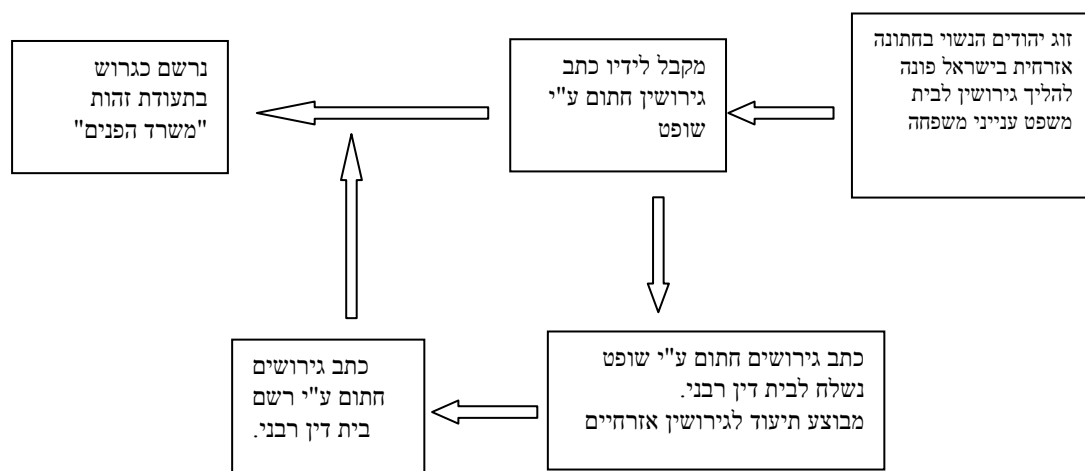 זוג יהודים הנשוי בחתונה
אזרחית בישראל פונה
להליך גירושין לבית
משפט ענייני משפחה
מקבל לידיו כתב
גירושין חתום ע"י
שופט
נרשם כגרוש
בתעודת זהות
"משרד הפנים"
כתב גירושים חתום ע"י שופט
נשלח לבית דין רבני.
מבוצע תיעוד לגירושין אזרחיים
כתב גירושים
חתום ע"י רשם
בית דין רבני.